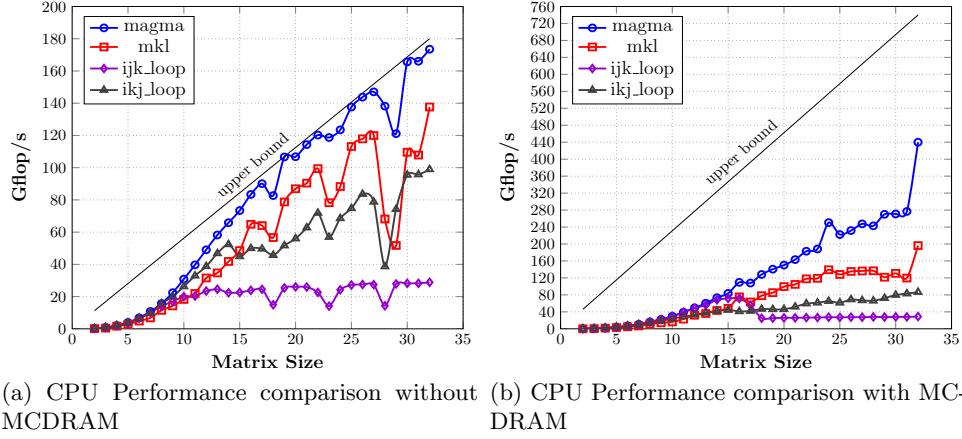 200
180
160
140
120
100
80
60
40
20
0
0 5 10 15 20 25 30 35
Gflop/s
Matrix Size
magma
mkl
ijk_loop
ikj_loop
upper bound
760
720
680
640
600
560
520
480
440
400
360
320
280
240
200
160
120
80
40
0
0 5 10 15 20 25 30 35
Gflop/s
Matrix Size
magma
mkl
ijk_loop
ikj_loop
upper bound
(a) CPU Performance comparison without
MCDRAM
(b) CPU Performance comparison with MC-
DRAM